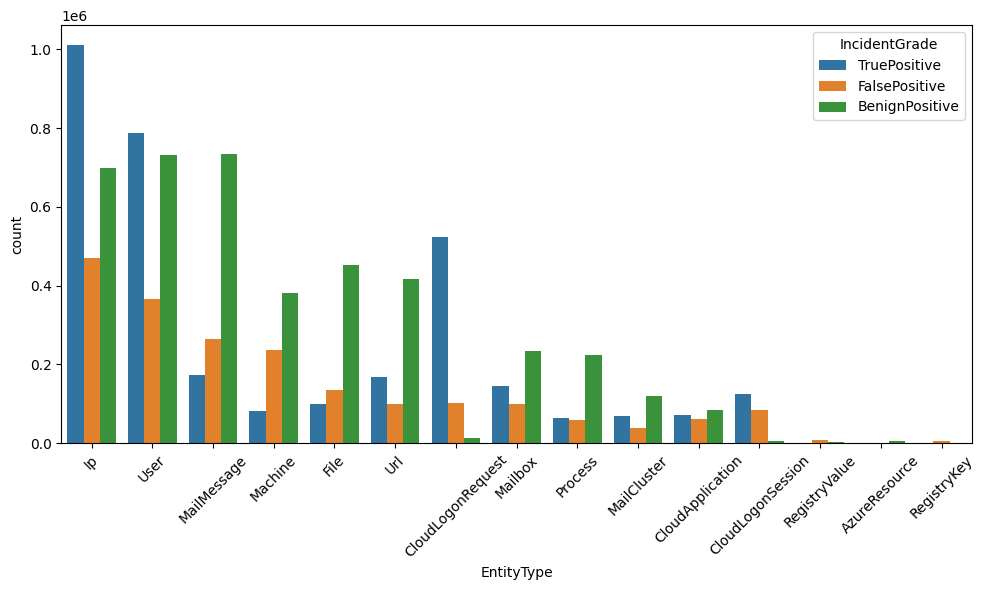 1e6
IncidentGrade
TruePositive
FalsePositive
BenignPositive
1.0
0.8
0.6
0.4
0.2
0.0
count
Ip
User
MailMessage
Machine
File
Url
CloudLogonRequest
Mailbox
Process
MailCluster
CloudApplication
CloudLogonSession
RegistryValue
AzureResource
RegistryKey
EntityType